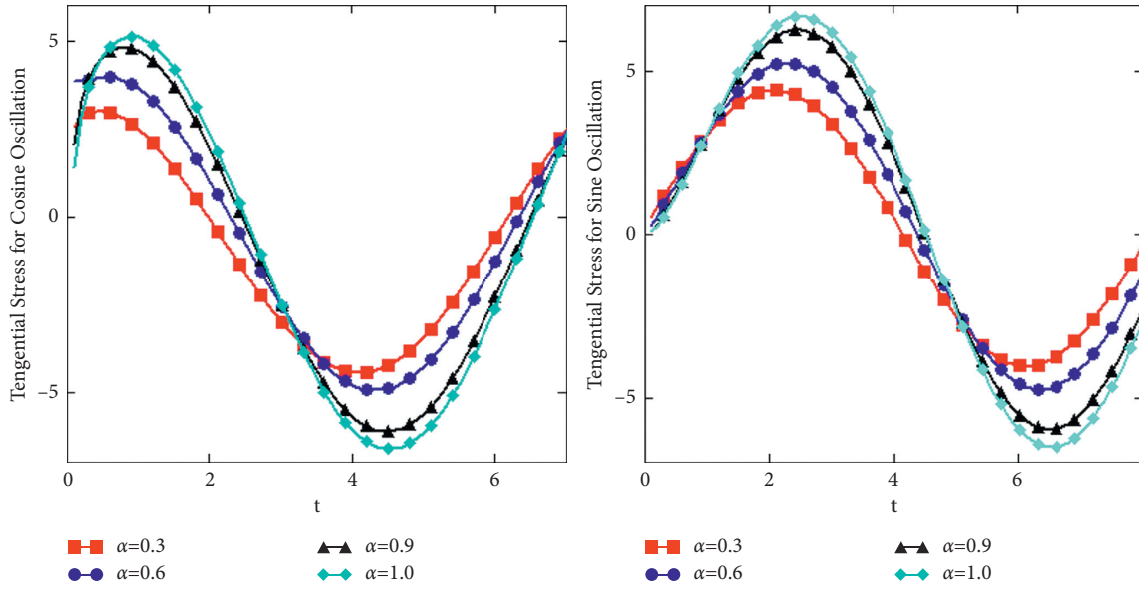 Tengential Stress for Cosine Oscillation
5
0
−5
0
2
4
6
t
α=0.3
α=0.9
α=0.6
α=1.0
Tengential Stress for Sine Oscillation
5
0
−5
0
2
4
6
t
α=0.3
α=0.9
α=0.6
α=1.0